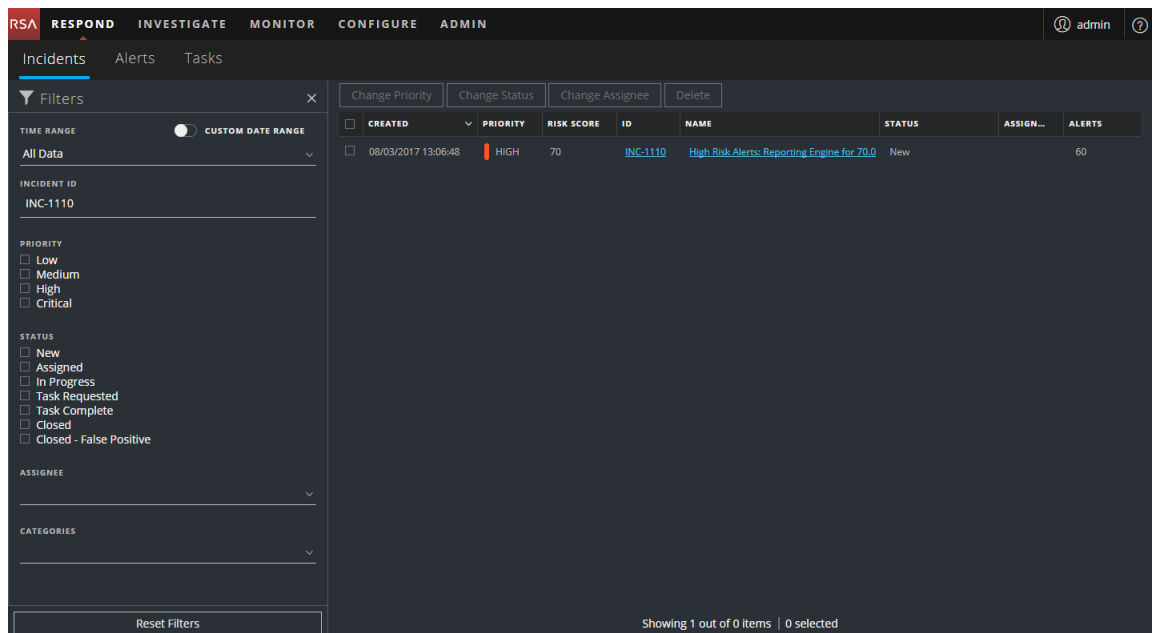 RSA RESPOND INVESTIGATE MONITOR CONFIGURE ADMIN admin ?
Incidents Alerts Tasks
Filters
TIME RANGE CUSTOM DATE RANGE
All Data
INCIDENT ID
INC-1110
PRIORITY
Low
Medium
High
Critical
STATUS
New
Assigned
In Progress
Task Requested
Task Complete
Closed
Closed - False Positive
ASSIGNEE
CATEGORIES
Reset Filters
Change Priority Change Status Change Assignee Delete
CREATED PRIORITY RISK SCORE ID NAME STATUS ASSIGN... ALERTS
08/03/2017 13:06:48 HIGH 70 INC-1110 High Risk Alerts: Reporting Engine for 70.0 New 60
Showing 1 out of 0 items | 0 selected